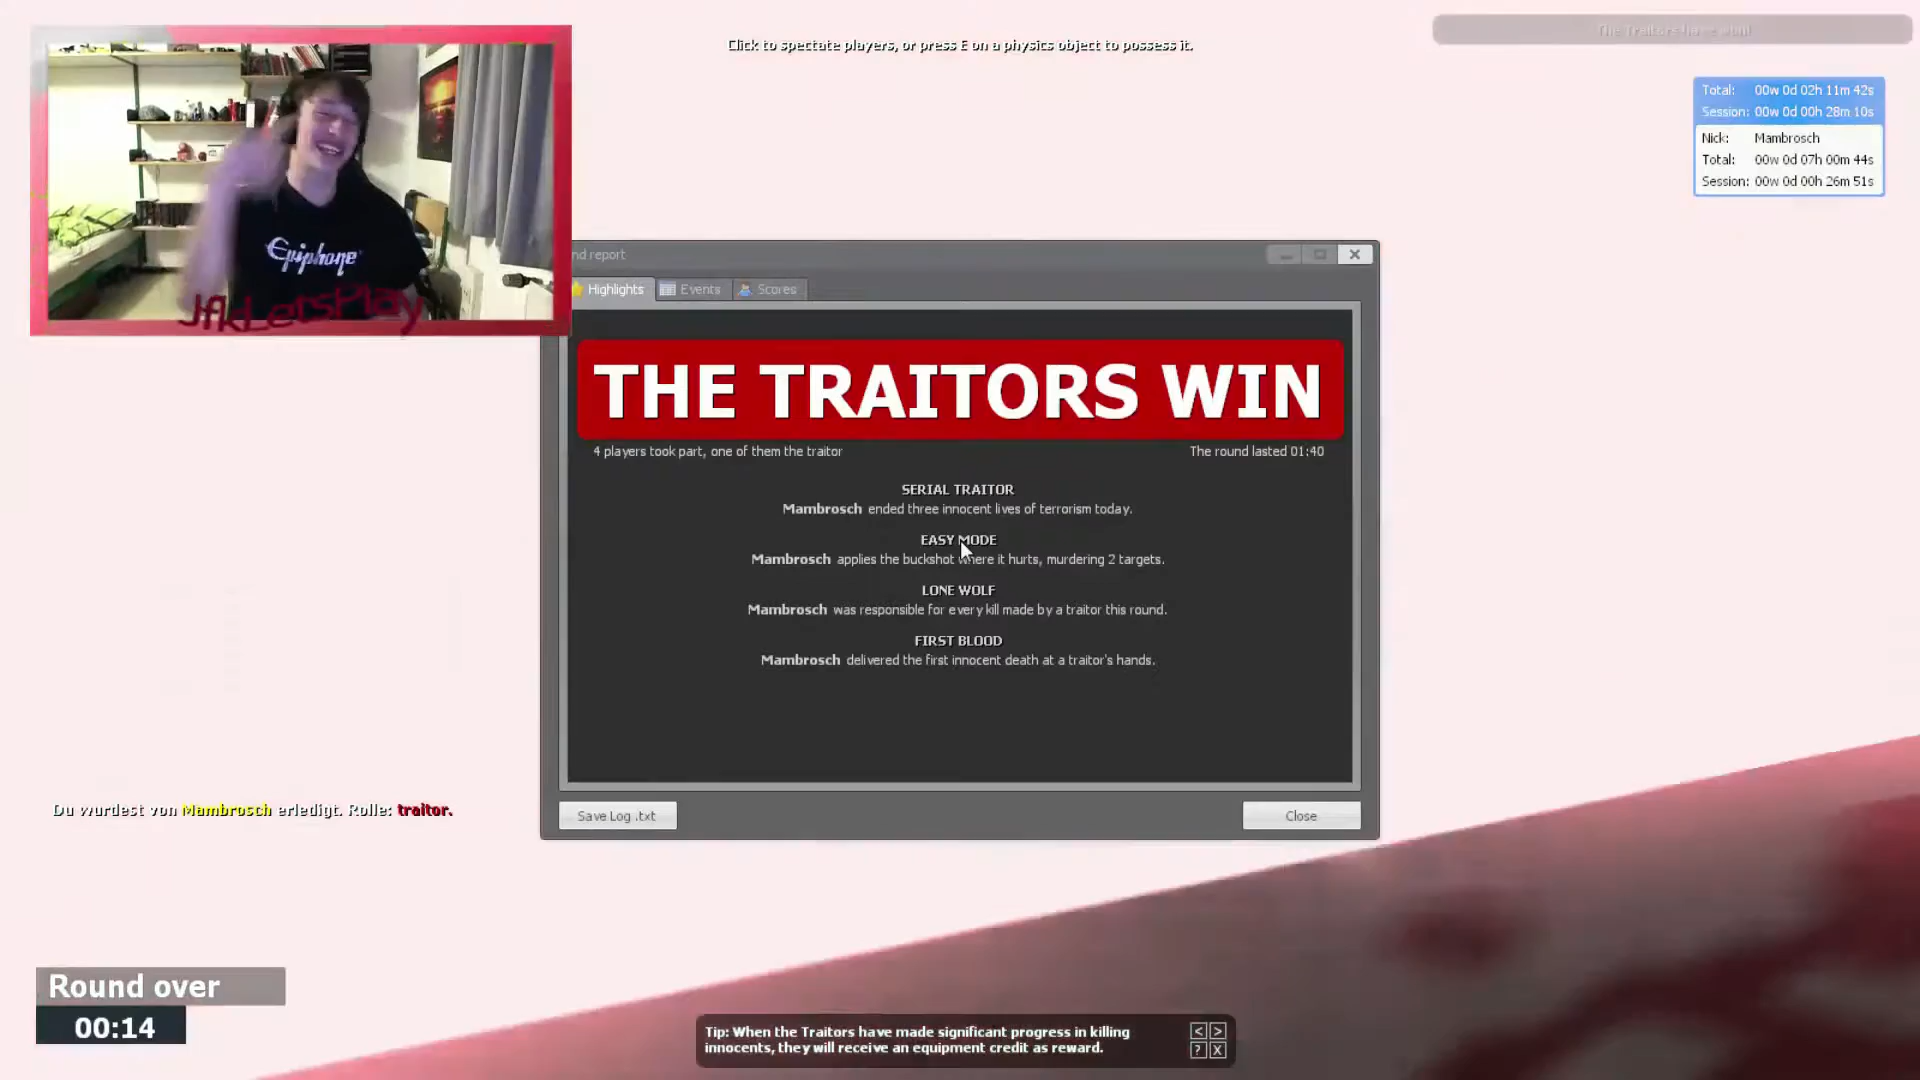 Click to spectate players, or press E on a physics object to possess it.
The Traitors have won!
Total: 00w 0d 02h 11m 42s
Session: 00w 0d 00h 28m 10s
Nick: Mambrosch
Total: 00w 0d 07h 00m 44s
Session: 00w 0d 00h 26m 51s
Epiphone
JfkLetsPlay
nd report
Highlights Events Scores
THE TRAITORS WIN
4 players took part, one of them the traitor The round lasted 01:40
SERIAL TRAITOR
Mambrosch ended three innocent lives of terrorism today.
EASY MODE
Mambrosch applies the buckshot where it hurts, murdering 2 targets.
LONE WOLF
Mambrosch was responsible for every kill made by a traitor this round.
FIRST BLOOD
Mambrosch delivered the first innocent death at a traitor's hands.
Du wurdest von Mambrosch erledigt. Rolle: traitor.
Save Log .txt Close
Round over
00:14
Tip: When the Traitors have made significant progress in killing
innocents, they will receive an equipment credit as reward.
< >
? X